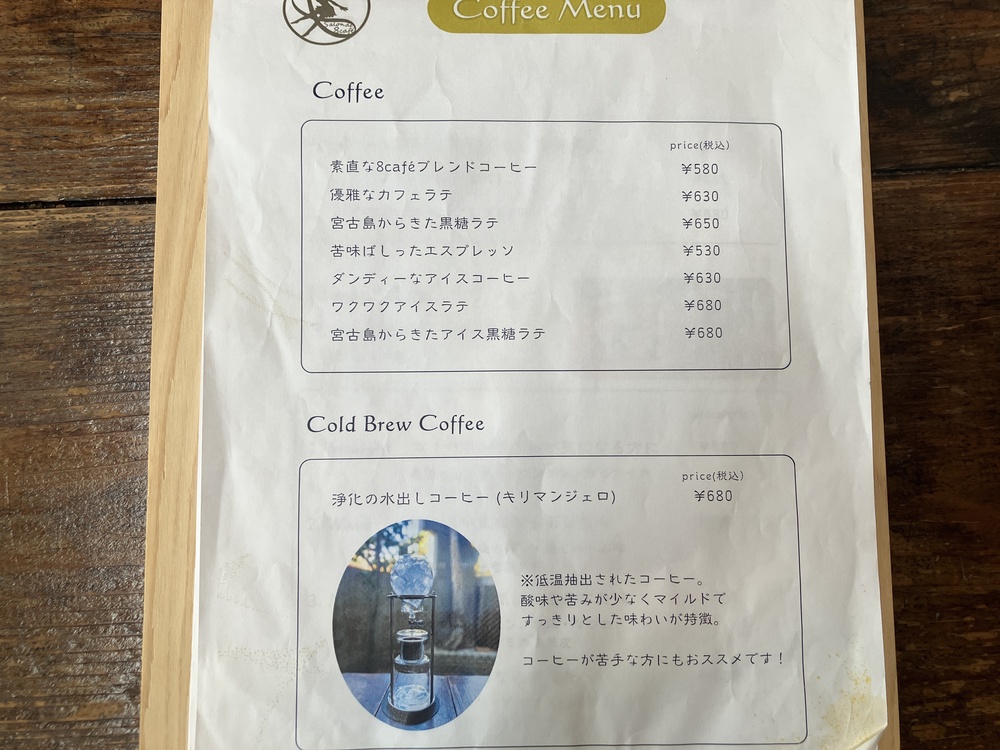 Coffee Menu
Coffee
price(税込)
素直な8caféブレンドコーヒー ¥580
優雅なカフェラテ ¥630
宮古島からきた黒糖ラテ ¥650
苦味ばしったエスプレッソ ¥530
ダンディーなアイスコーヒー ¥630
ワクワクアイスラテ ¥680
宮古島からきたアイス黒糖ラテ ¥680
Cold Brew Coffee
price(税込)
浄化の水出しコーヒー (キリマンジェロ) ¥680
※低温抽出されたコーヒー。
酸味や苦みが少なくマイルドで
すっきりとした味わいが特徴。
コーヒーが苦手な方にもおススメです！